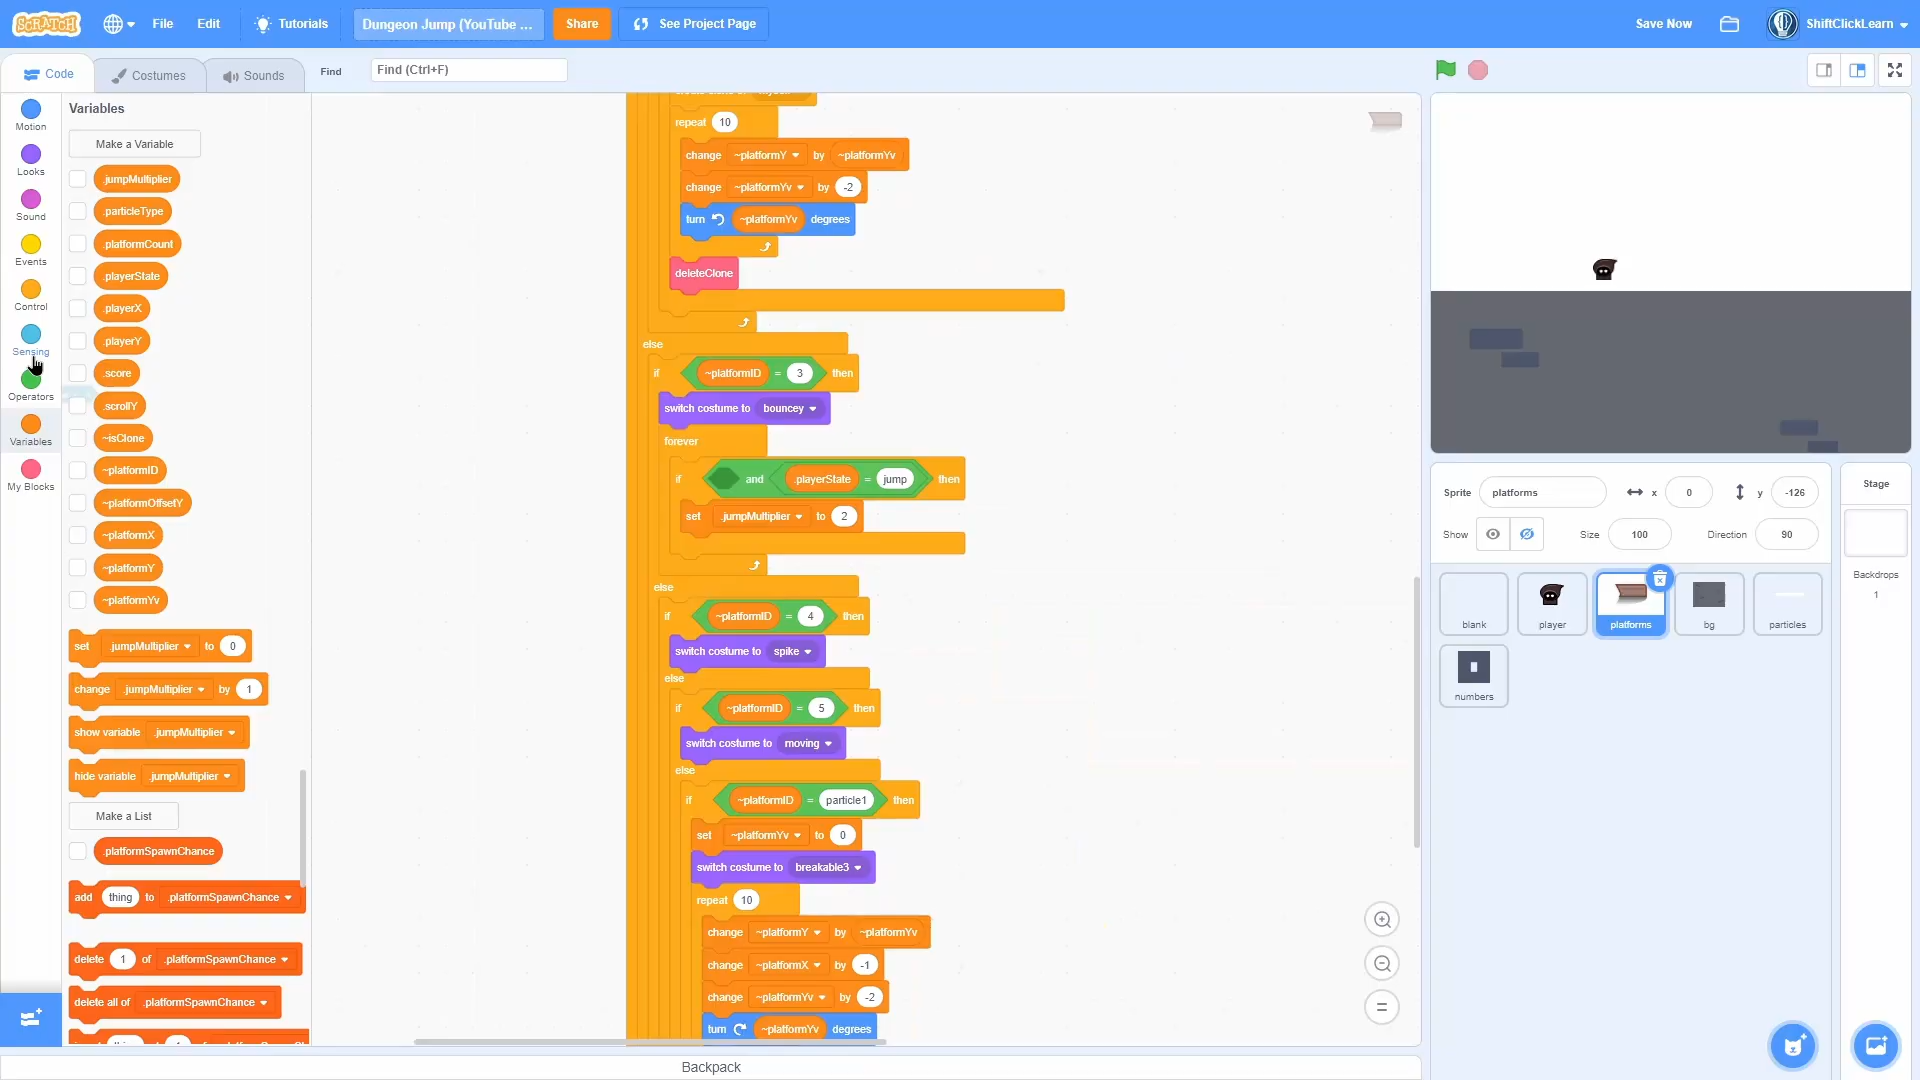 SCRATCH File Edit Tutorials Dungeon Jump (YouTube ... Share See Project Page Save Now ShiftClickLearn
Code Costumes Sounds Find Find (Ctrl+F)
Motion
Looks
Sound
Events
Control
Sensing
Operators
Variables
My Blocks
Variables
Make a Variable
.jumpMultiplier
.particleType
.platformCount
.playerState
.playerX
.playerY
.score
.scrollY
~isClone
~platformID
~platformOffsetY
~platformX
~platformY
~platformYv
set .jumpMultiplier to 0
change .jumpMultiplier by 1
show variable .jumpMultiplier
hide variable .jumpMultiplier
Make a List
.platformSpawnChance
add thing to .platformSpawnChance
delete 1 of .platformSpawnChance
delete all of .platformSpawnChance
repeat 10
change ~platformY by ~platformYv
change ~platformYv by -2
turn ~platformYv degrees
deleteClone
else
if ~platformID = 3 then
switch costume to bouncey
forever
if and .playerState = jump then
set .jumpMultiplier to 2
else
if ~platformID = 4 then
switch costume to spike
else
if ~platformID = 5 then
switch costume to moving
else
if ~platformID = particle1 then
set ~platformYv to 0
switch costume to breakable3
repeat 10
change ~platformY by ~platformYv
change ~platformX by -1
change ~platformYv by -2
turn ~platformYv degrees
Backpack
Sprite platforms x 0 y -126
Show Size 100 Direction 90
blank player platforms bg particles
numbers
Stage
Backdrops
1